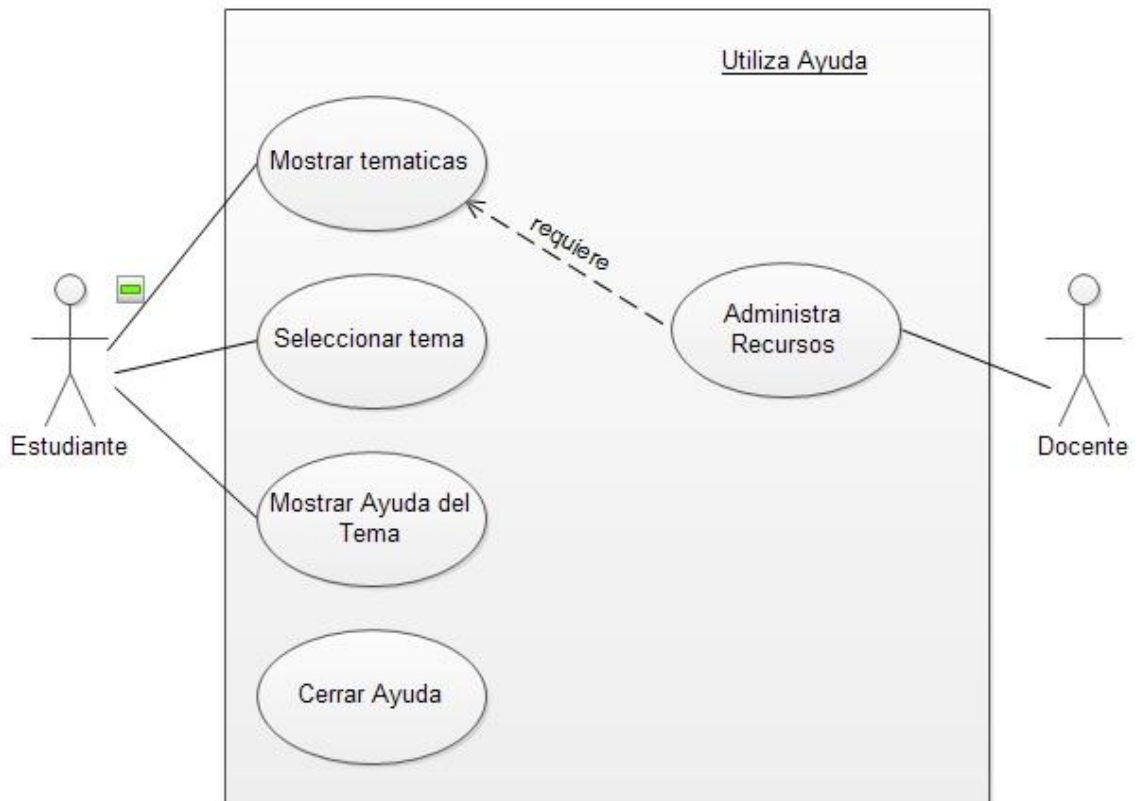 Utiliza Ayuda
Mostrar tematicas
requiere
Seleccionar tema
Administra
Recursos
Estudiante
Docente
Mostrar Ayuda del
Tema
Cerrar Ayuda